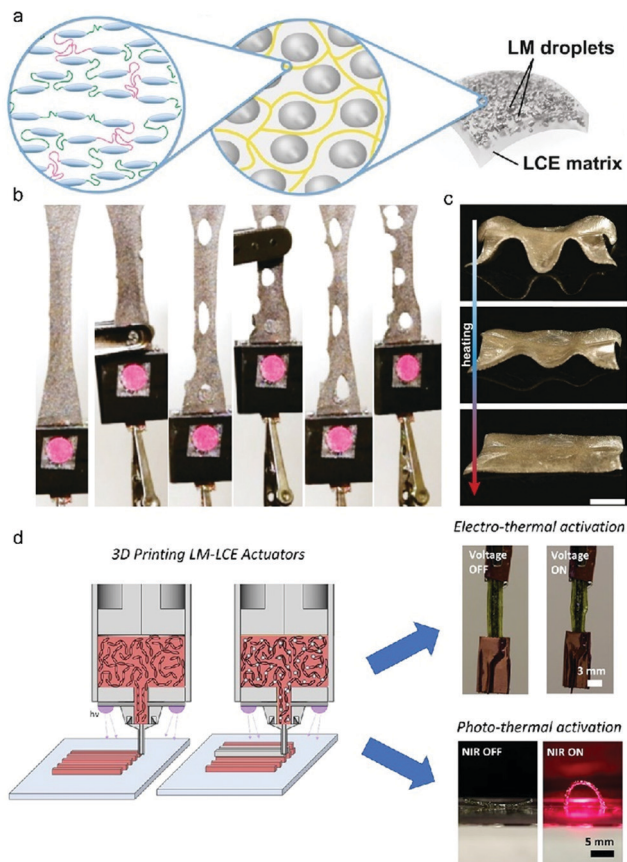 a
LM droplets
LCE matrix
b
c
heating
d
3D Printing LM-LCE Actuators
hν
Electro-thermal activation
Voltage
OFF
Voltage
ON
3 mm
Photo-thermal activation
NIR OFF
NIR ON
5 mm